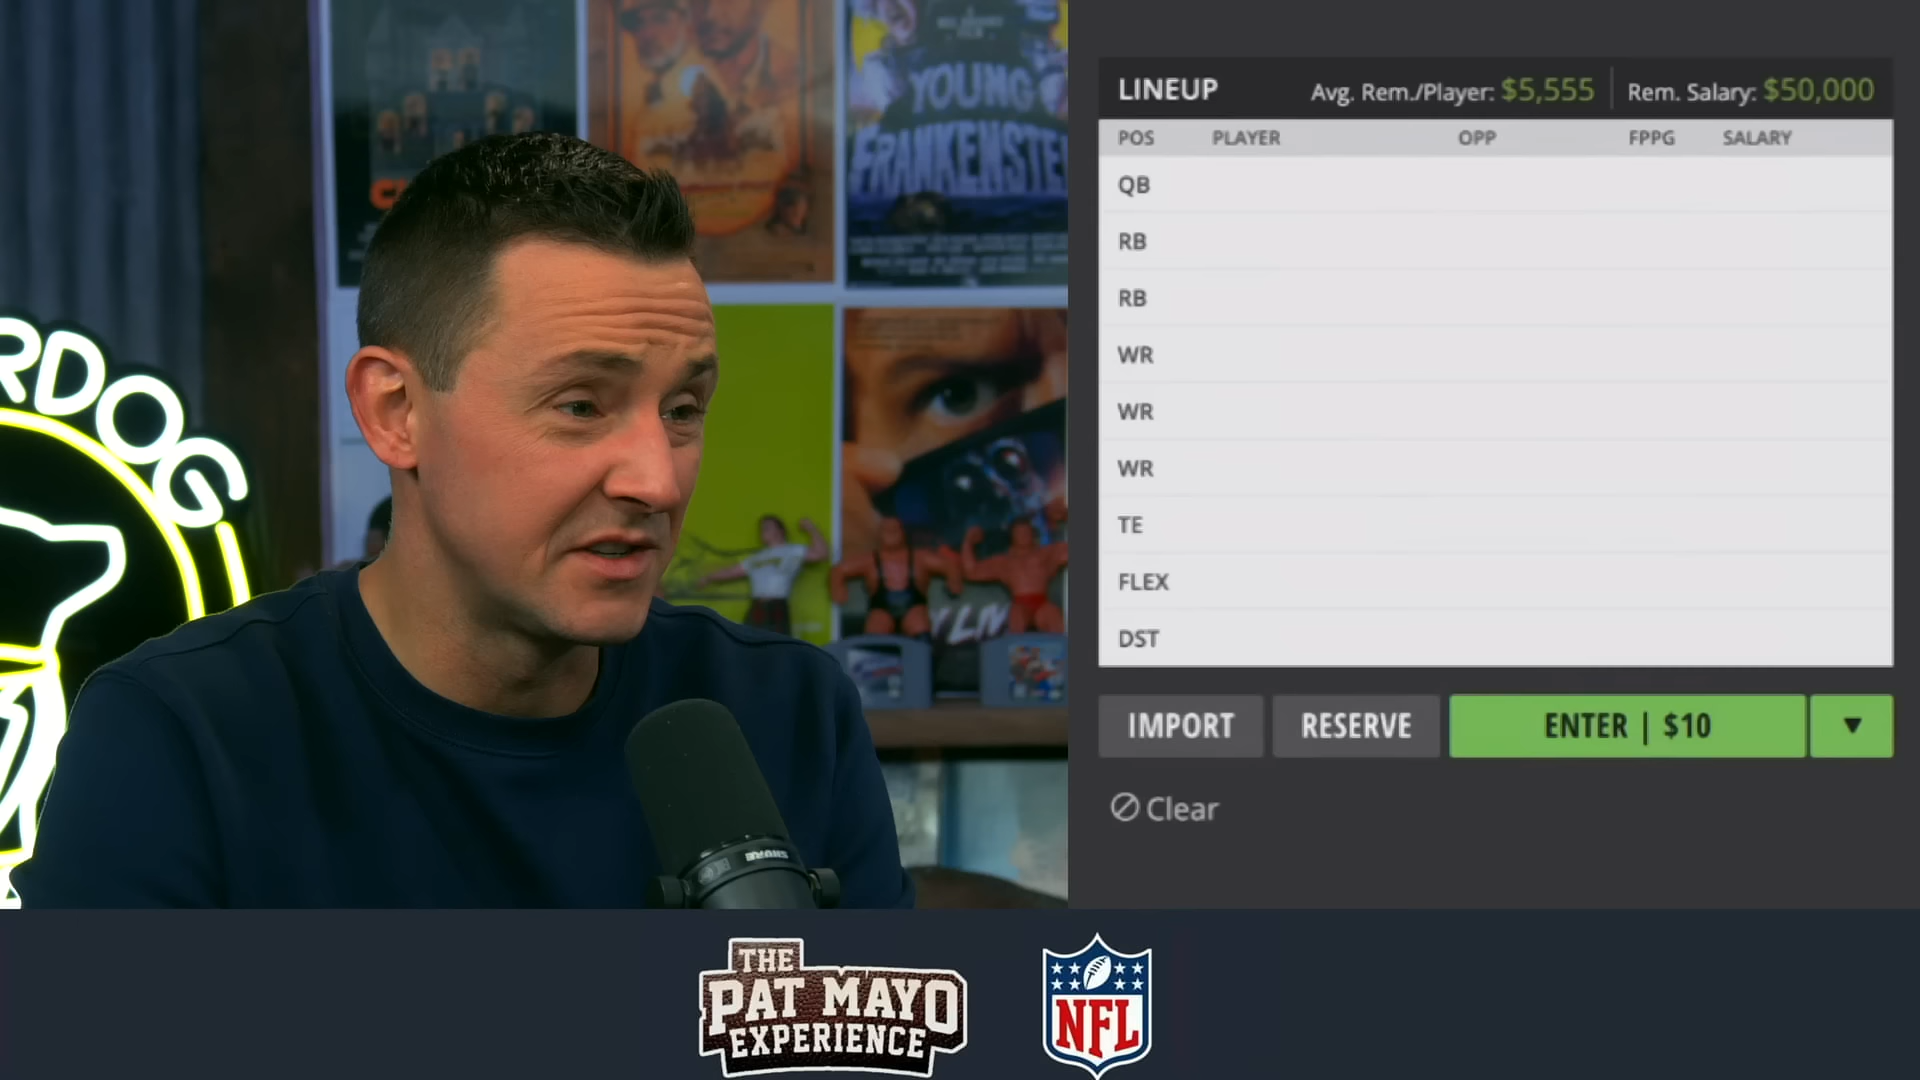 YOUNG
FRANKENSTE
RDOG
SHURE
LINEUP Avg. Rem./Player: $5,555 Rem. Salary: $50,000
POS PLAYER OPP FPPG SALARY
QB
RB
RB
WR
WR
WR
TE
FLEX
DST
IMPORT RESERVE ENTER | $10 ▼
Clear
THE
PAT MAYO
EXPERIENCE
NFL